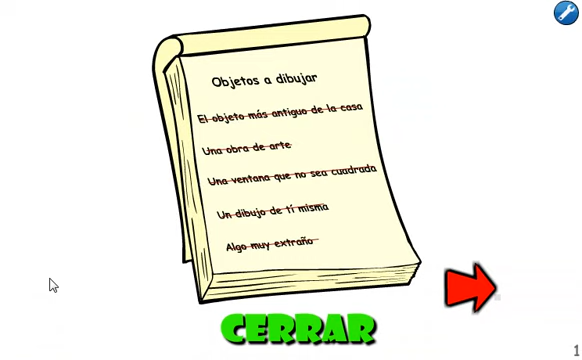 Objetos a dibujar
El objeto más antiguo de la casa
Una obra de arte
Una ventana que no sea cuadrada
Un dibujo de tí misma
Algo muy extraño
CERRAR
1